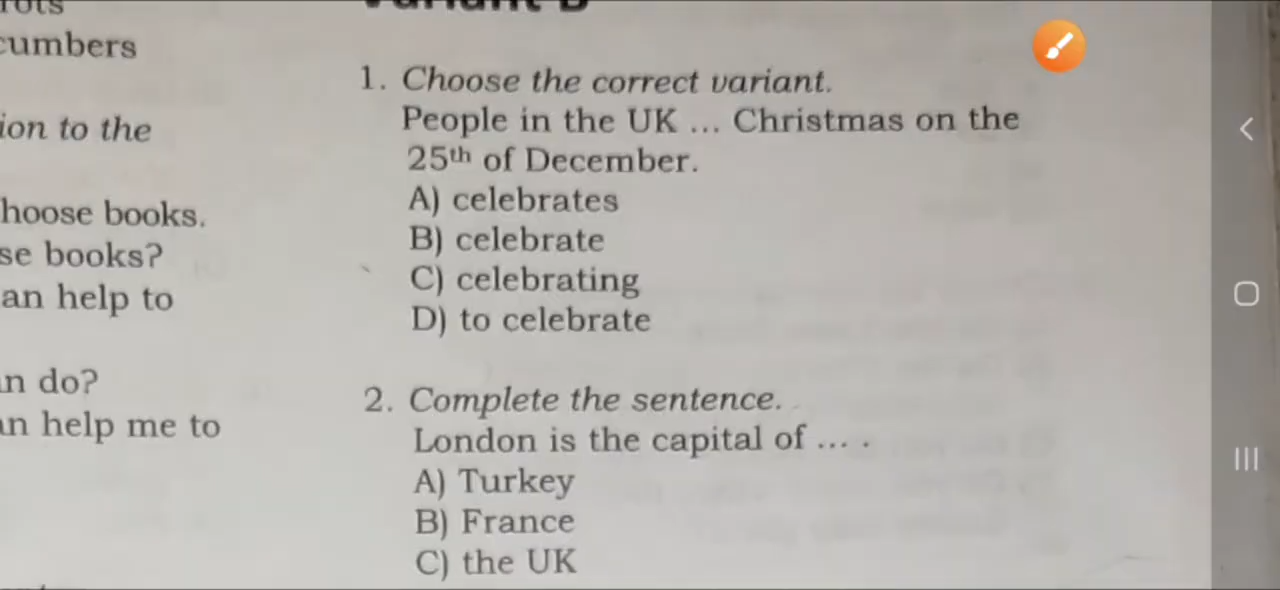 cumbers
ion to the
hoose books.
se books?
an help to
n do?
n help me to
Variant B
1. Choose the correct variant.
People in the UK ... Christmas on the
25th of December.
A) celebrates
B) celebrate
C) celebrating
D) to celebrate
2. Complete the sentence.
London is the capital of ... .
A) Turkey
B) France
C) the UK